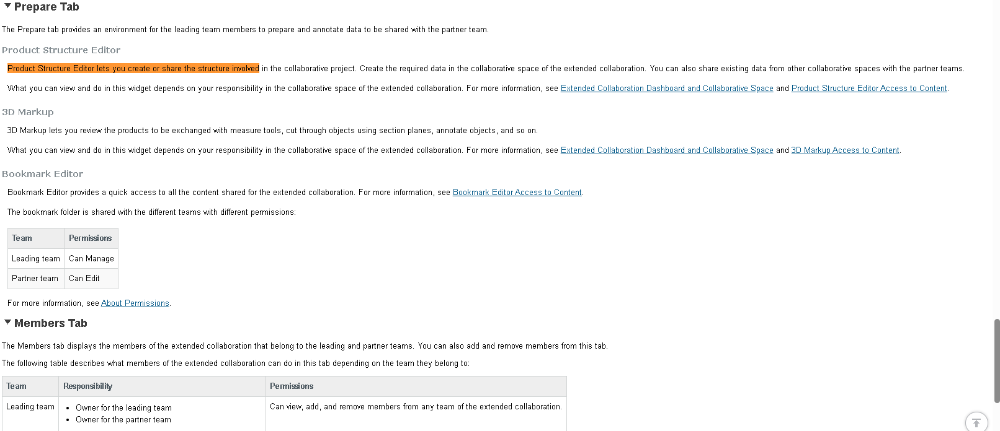 Prepare Tab
The Prepare tab provides an environment for the leading team members to prepare and annotate data to be shared with the partner team.
Product Structure Editor
Product Structure Editor lets you create or share the structure involved in the collaborative project. Create the required data in the collaborative space of the extended collaboration. You can also share existing data from other collaborative spaces with the partner teams.
What you can view and do in this widget depends on your responsibility in the collaborative space of the extended collaboration. For more information, see Extended Collaboration Dashboard and Collaborative Space and Product Structure Editor Access to Content.
3D Markup
3D Markup lets you review the products to be exchanged with measure tools, cut through objects using section planes, annotate objects, and so on.
What you can view and do in this widget depends on your responsibility in the collaborative space of the extended collaboration. For more information, see Extended Collaboration Dashboard and Collaborative Space and 3D Markup Access to Content.
Bookmark Editor
Bookmark Editor provides a quick access to all the content shared for the extended collaboration. For more information, see Bookmark Editor Access to Content.
The bookmark folder is shared with the different teams with different permissions:
Team Permissions
Leading team Can Manage
Partner team Can Edit
For more information, see About Permissions.
Members Tab
The Members tab displays the members of the extended collaboration that belong to the leading and partner teams. You can also add and remove members from this tab.
The following table describes what members of the extended collaboration can do in this tab depending on the team they belong to:
Team Responsibility Permissions
Leading team • Owner for the leading team Can view, add, and remove members from any team of the extended collaboration.
• Owner for the partner team